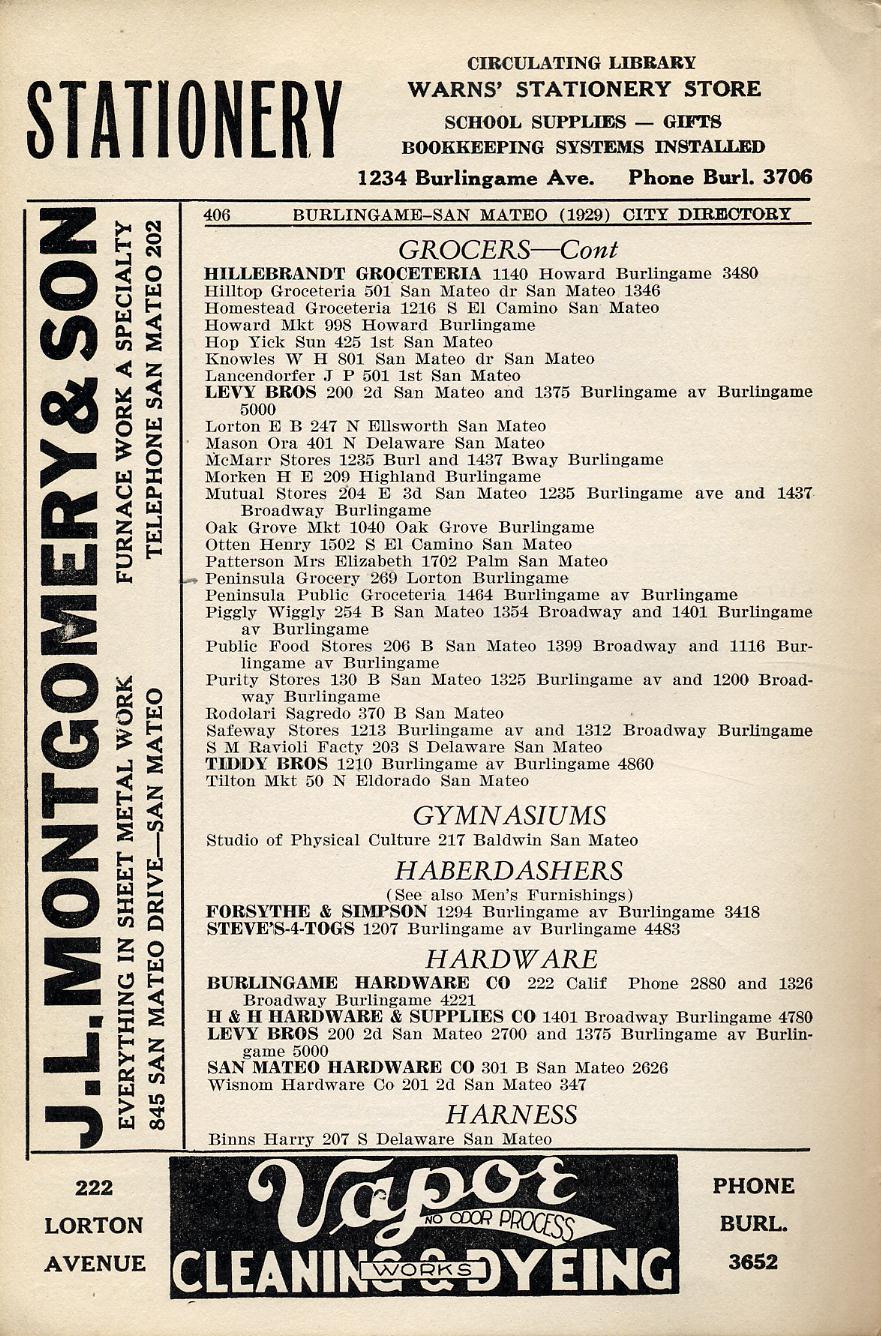 STATIONERY
CIRCULATING LIBRARY
WARNS' STATIONERY STORE
SCHOOL SUPPLIES — GIFTS
BOOKKEEPING SYSTEMS INSTALLED
1234 Burlingame Ave. Phone Burl. 3706
J.L.MONTGOMERY & SON
EVERYTHING IN SHEET METAL WORK FURNACE WORK A SPECIALTY
845 SAN MATEO DRIVE—SAN MATEO TELEPHONE SAN MATEO 202
406 BURLINGAME–SAN MATEO (1929) CITY DIRECTORY
GROCERS—Cont
HILLEBRANDT GROCETERIA 1140 Howard Burlingame 3480
Hilltop Groceteria 501 San Mateo dr San Mateo 1346
Homestead Groceteria 1216 S El Camino San Mateo
Howard Mkt 998 Howard Burlingame
Hop Yick Sun 425 1st San Mateo
Knowles W H 801 San Mateo dr San Mateo
Lancendorfer J P 501 1st San Mateo
LEVY BROS 200 2d San Mateo and 1375 Burlingame av Burlingame
5000
Lorton E B 247 N Ellsworth San Mateo
Mason Ora 401 N Delaware San Mateo
McMarr Stores 1235 Burl and 1437 Bway Burlingame
Morken H E 209 Highland Burlingame
Mutual Stores 204 E 3d San Mateo 1235 Burlingame ave and 1437
Broadway Burlingame
Oak Grove Mkt 1040 Oak Grove Burlingame
Otten Henry 1502 S El Camino San Mateo
Patterson Mrs Elizabeth 1702 Palm San Mateo
Peninsula Grocery 269 Lorton Burlingame
Peninsula Public Groceteria 1464 Burlingame av Burlingame
Piggly Wiggly 254 B San Mateo 1354 Broadway and 1401 Burlingame
av Burlingame
Public Food Stores 206 B San Mateo 1399 Broadway and 1116 Bur-
lingame av Burlingame
Purity Stores 130 B San Mateo 1325 Burlingame av and 1200 Broad-
way Burlingame
Rodolari Sagredo 370 B San Mateo
Safeway Stores 1213 Burlingame av and 1312 Broadway Burlingame
S M Ravioli Facty 203 S Delaware San Mateo
TIDDY BROS 1210 Burlingame av Burlingame 4860
Tilton Mkt 50 N Eldorado San Mateo
GYMNASIUMS
Studio of Physical Culture 217 Baldwin San Mateo
HABERDASHERS
(See also Men's Furnishings)
FORSYTHE & SIMPSON 1294 Burlingame av Burlingame 3418
STEVE'S-4-TOGS 1207 Burlingame av Burlingame 4483
HARDWARE
BURLINGAME HARDWARE CO 222 Calif Phone 2880 and 1326
Broadway Burlingame 4221
H & H HARDWARE & SUPPLIES CO 1401 Broadway Burlingame 4780
LEVY BROS 200 2d San Mateo 2700 and 1375 Burlingame av Burlin-
game 5000
SAN MATEO HARDWARE CO 301 B San Mateo 2626
Wisnom Hardware Co 201 2d San Mateo 347
HARNESS
Binns Harry 207 S Delaware San Mateo
222
LORTON
AVENUE
Vapor
NO ODOR PROCESS
CLEANING & DYEING
WORKS
PHONE
BURL.
3652